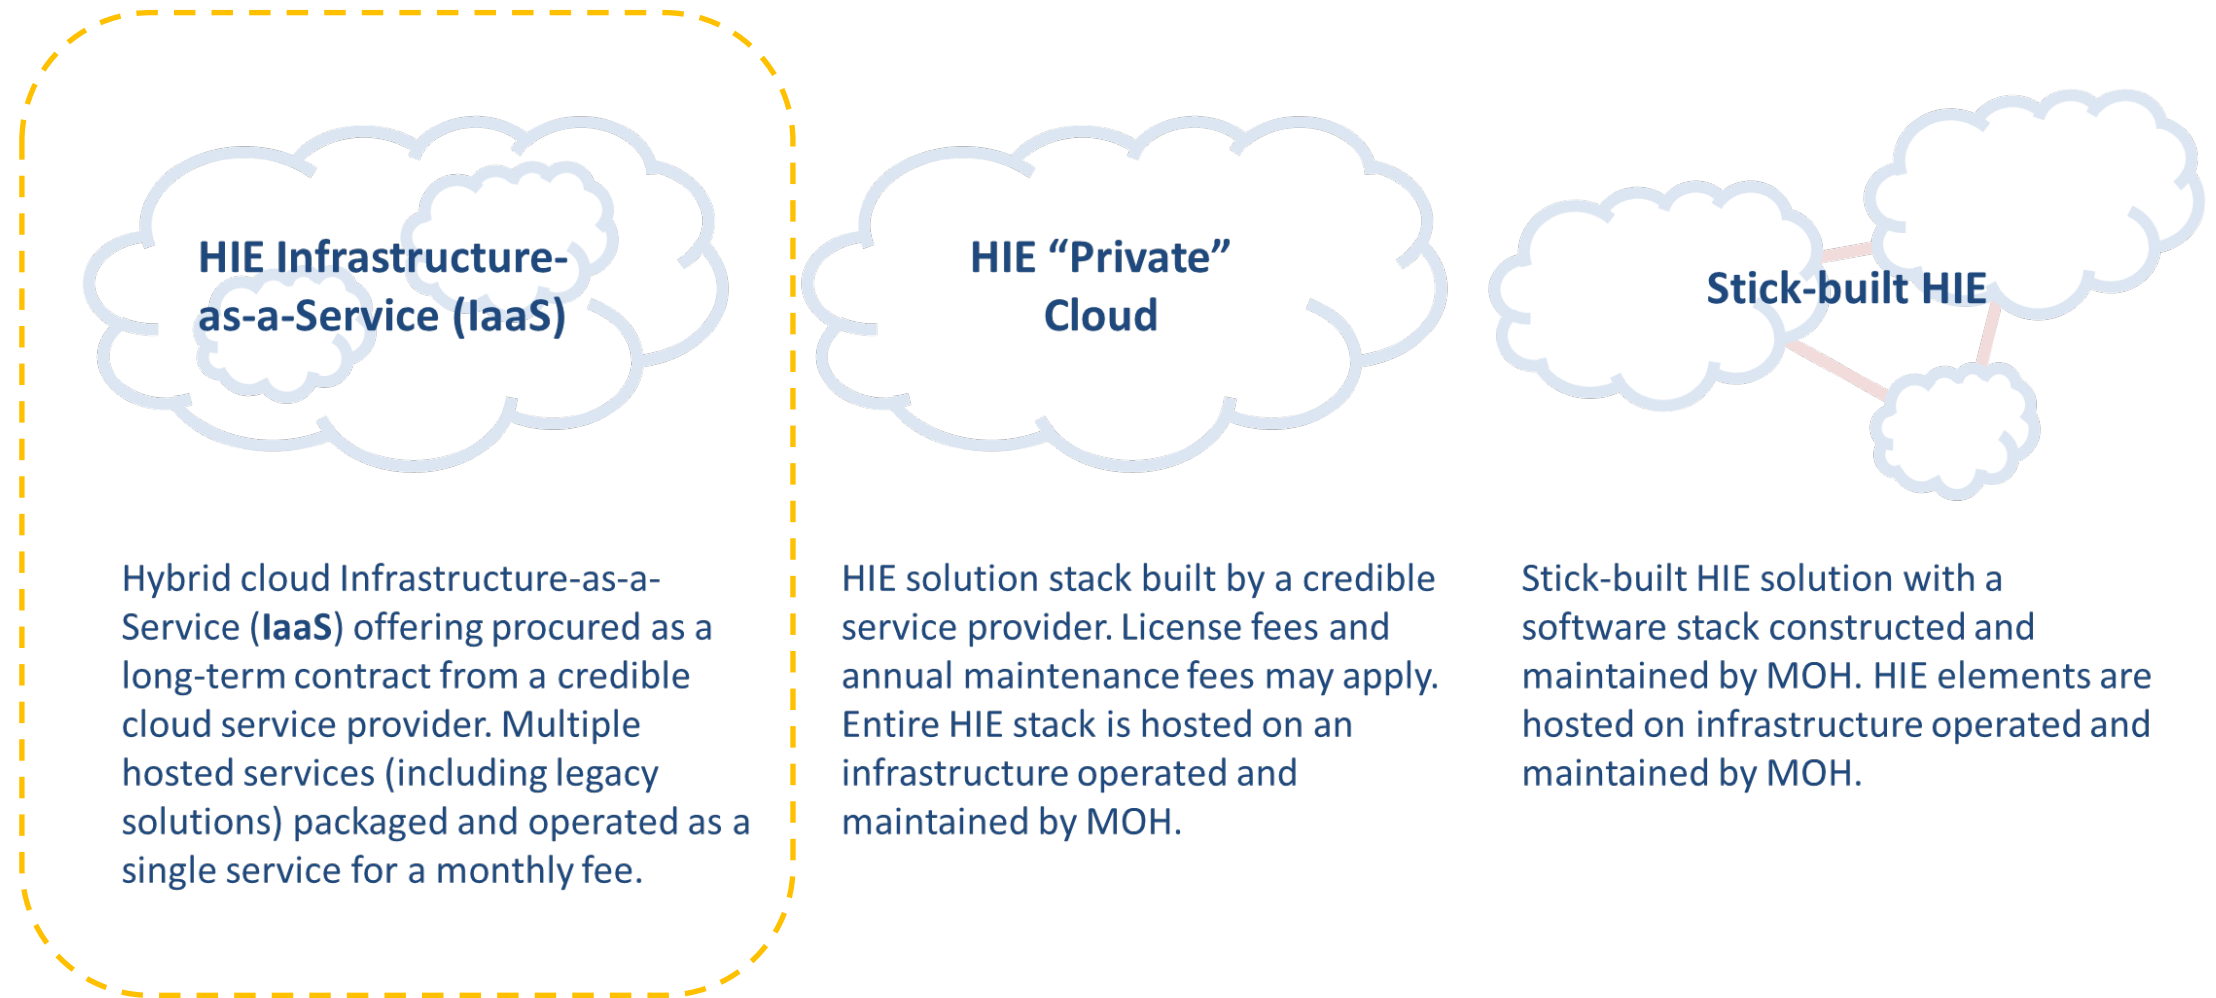 HIE Infrastructure-
as-a-Service (IaaS)
Hybrid cloud Infrastructure-as-a-
Service (IaaS) offering procured as a
long-term contract from a credible
cloud service provider. Multiple
hosted services (including legacy
solutions) packaged and operated as a
single service for a monthly fee.
HIE “Private”
Cloud
HIE solution stack built by a credible
service provider. License fees and
annual maintenance fees may apply.
Entire HIE stack is hosted on an
infrastructure operated and
maintained by MOH.
Stick-built HIE
Stick-built HIE solution with a
software stack constructed and
maintained by MOH. HIE elements are
hosted on infrastructure operated and
maintained by MOH.